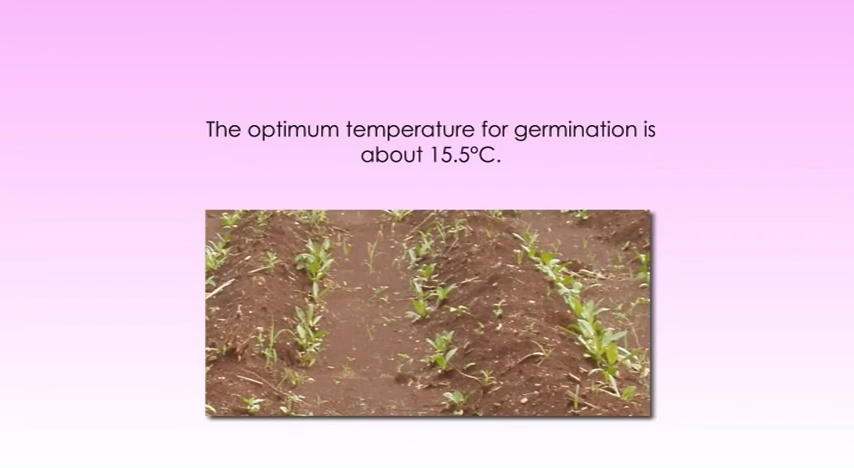 The optimum temperature for germination is
about 15.5°C.